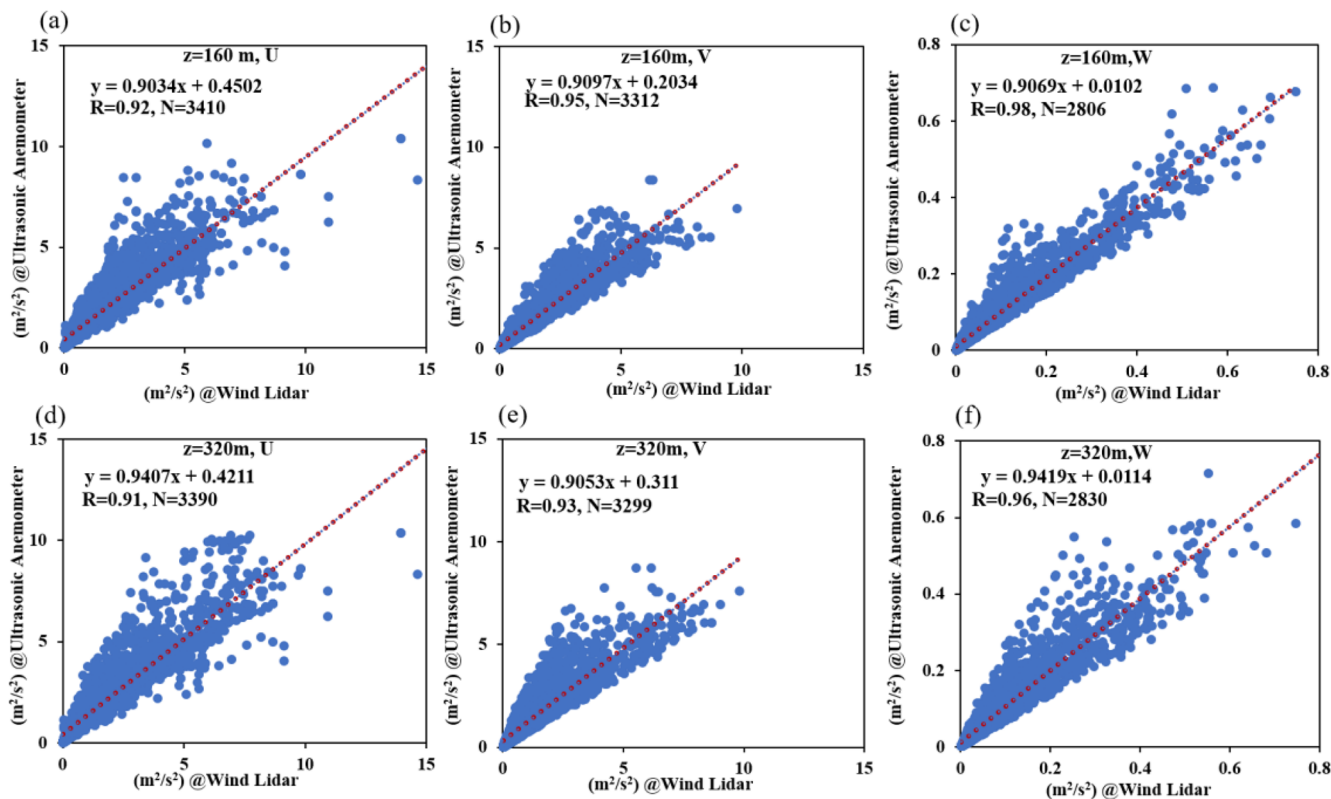 (a)
z=160 m, U
y = 0.9034x + 0.4502
R=0.92, N=3410
15
10
5
0
0
5
10
15
(m²/s²) @Ultrasonic Anemometer
(m²/s²) @Wind Lidar
(b)
z=160m, V
y = 0.9097x + 0.2034
R=0.95, N=3312
15
10
5
0
0
5
10
(m²/s²) @Ultrasonic Anemometer
(m²/s²) @Wind Lidar
(c)
z=160m,W
y = 0.9069x + 0.0102
R=0.98, N=2806
0.8
0.6
0.4
0.2
0
0
0.2
0.4
0.6
0.8
(m²/s²) @Ultrasonic Anemometer
(m²/s²) @Wind Lidar
(d)
z=320m, U
y = 0.9407x + 0.4211
R=0.91, N=3390
15
10
5
0
0
5
10
15
(m²/s²) @Ultrasonic Anemometer
(m²/s²) @Wind Lidar
(e)
z=320m, V
y = 0.9053x + 0.311
R=0.93, N=3299
15
10
5
0
0
5
10
(m²/s²) @Ultrasonic Anemometer
(m²/s²) @Wind Lidar
(f)
z=320m,W
y = 0.9419x + 0.0114
R=0.96, N=2830
0.8
0.6
0.4
0.2
0
0
0.2
0.4
0.6
0.8
(m²/s²) @Ultrasonic Anemometer
(m²/s²) @Wind Lidar